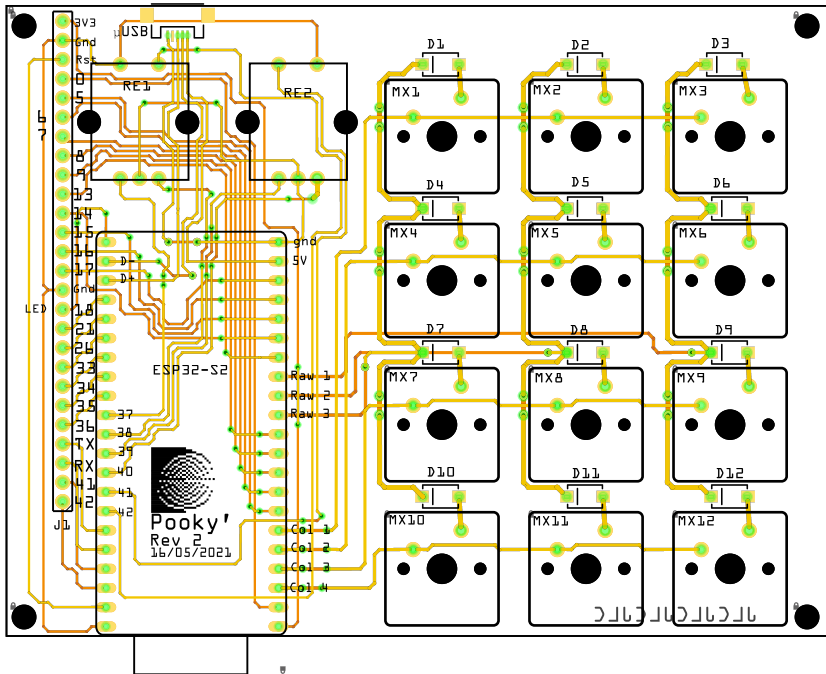 3V3
Gnd
Rst
0
5
6
7
8
9
13
14
15
16
17
Gnd
LED
18
21
26
33
34
35
36
TX
RX
41
42
J1
µUSB
RE1
RE2
gnd
D-
5V
D+
ESP32-S2
Raw 1
Raw 2
Raw 3
37
38
39
40
41
42
Pooky'
Rev 2
16/05/2021
Col 1
Col 2
Col 3
Col 4
D1
D2
D3
MX1
MX2
MX3
D4
D5
D6
MX4
MX5
MX6
D7
D8
D9
MX7
MX8
MX9
D10
D11
D12
MX10
MX11
MX12